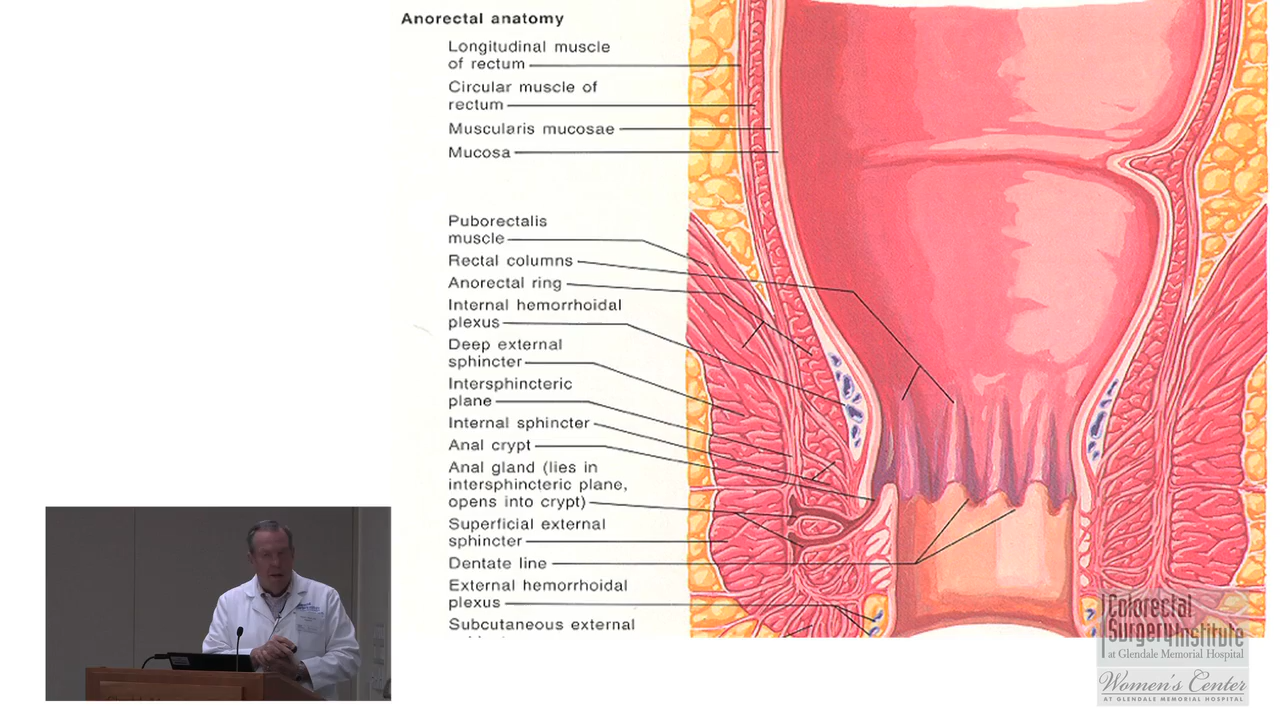 Anorectal anatomy
Longitudinal muscle
of rectum
Circular muscle of
rectum
Muscularis mucosae
Mucosa
Puborectalis
muscle
Rectal columns
Anorectal ring
Internal hemorrhoidal
plexus
Deep external
sphincter
Intersphincteric
plane
Internal sphincter
Anal crypt
Anal gland (lies in
intersphincteric plane,
opens into crypt)
Superficial external
sphincter
Dentate line
External hemorrhoidal
plexus
Subcutaneous external
Colorectal
Surgery Institute
at Glendale Memorial Hospital
Women's Center
AT GLENDALE MEMORIAL HOSPITAL